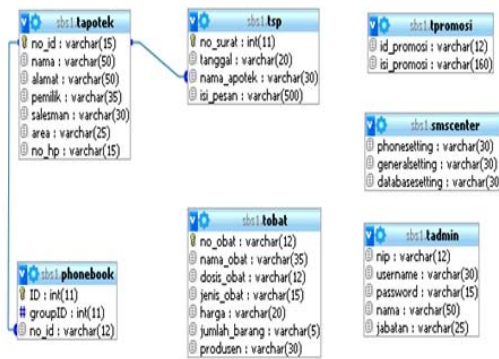 sbs1.tapotek
no_id : varchar(15)
nama : varchar(50)
alamat : varchar(50)
pemilik : varchar(35)
salesman : varchar(30)
area : varchar(25)
no_hp : varchar(15)
sbs1.tsp
no_surat : int(11)
tanggal : varchar(20)
nama_apotek : varchar(30)
isi_pesan : varchar(500)
sbs1.tpromosi
id_promosi : varchar(12)
isi_promosi : varchar(160)
sbs1.smscenter
phonesetting : varchar(30)
generalsetting : varchar(30)
databasesetting : varchar(30
sbs1.phonebook
ID : int(11)
groupID : int(11)
no_id : varchar(12)
sbs1.tobat
no_obat : varchar(12)
nama_obat : varchar(35)
dosis_obat : varchar(12)
jenis_obat : varchar(15)
harga : varchar(20)
jumlah_barang : varchar(5)
produsen : varchar(30)
sbs1.tadmin
nip : varchar(12)
username : varchar(30)
password : varchar(15)
nama : varchar(50)
jabatan : varchar(25)